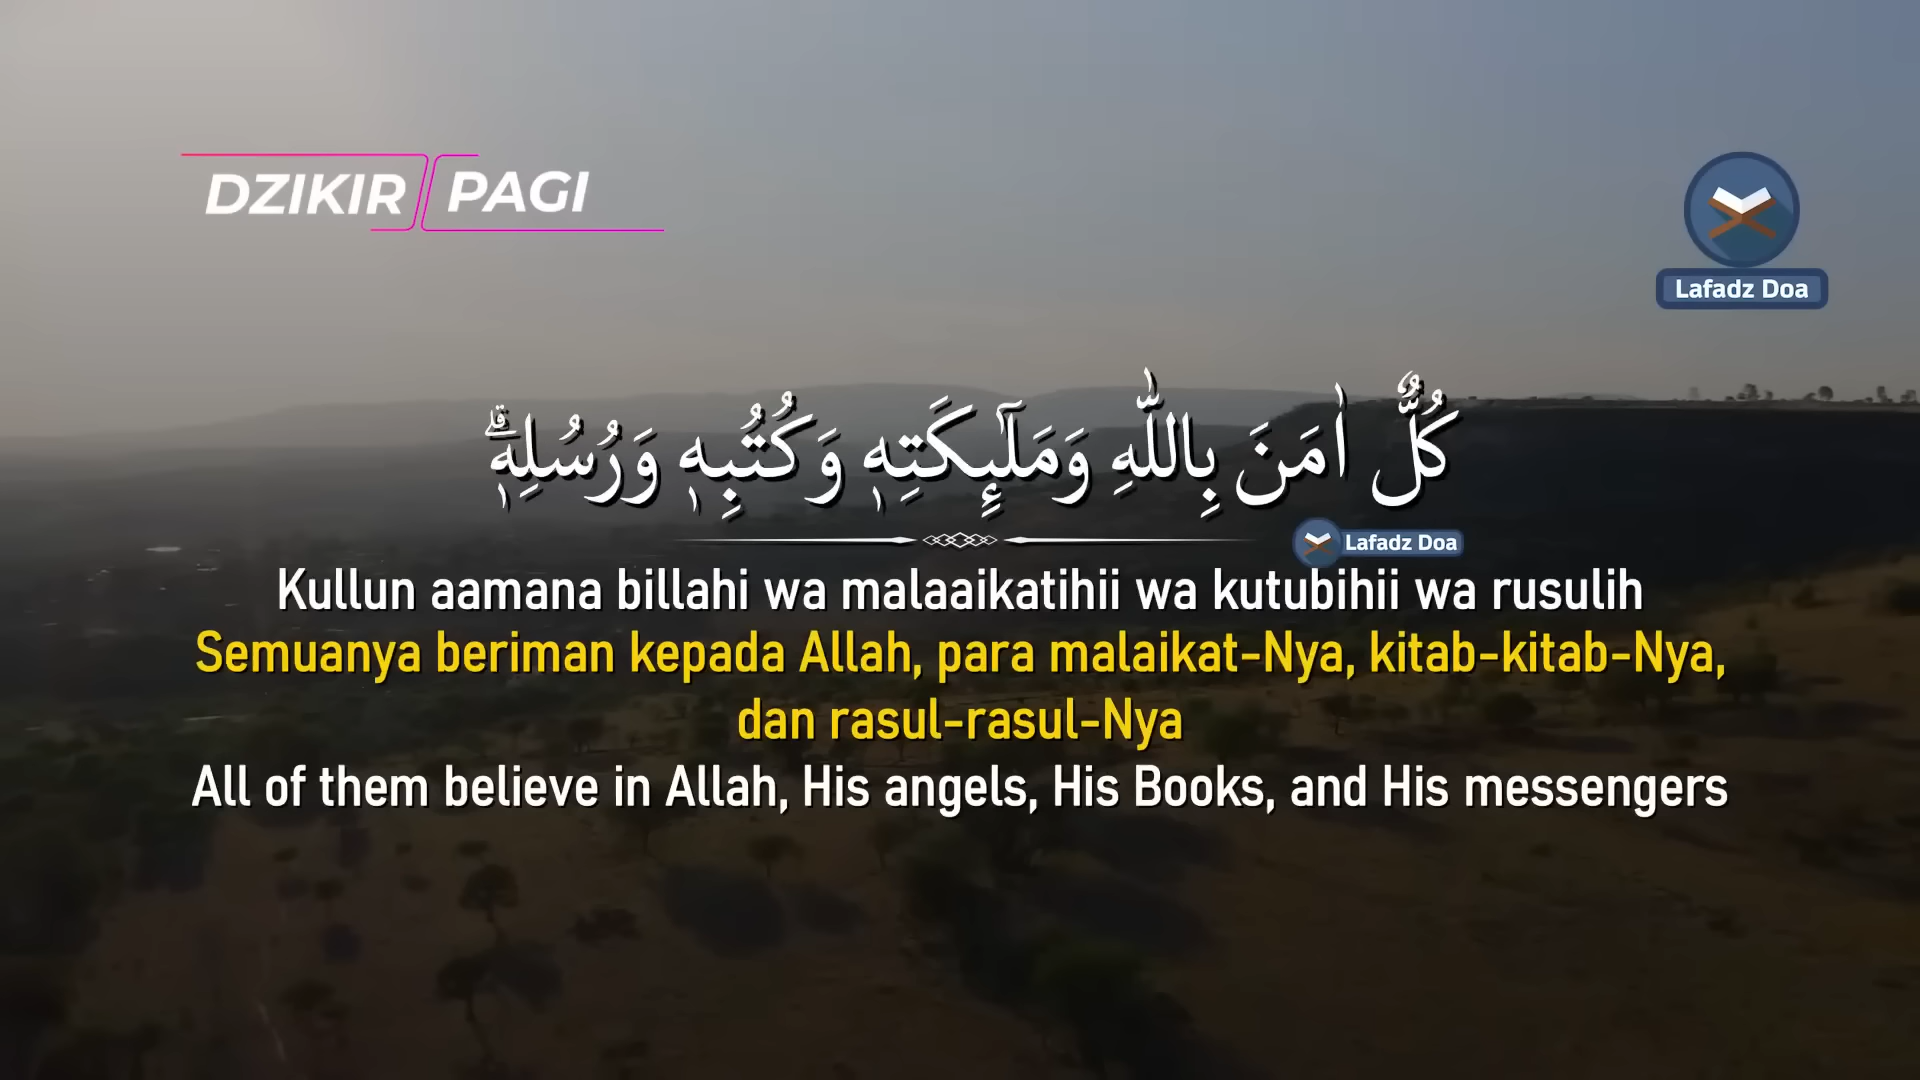 DZIKIR PAGI
Lafadz Doa
كُلٌّ اٰمَنَ بِاللّٰهِ وَمَلٰۤىِٕكَتِهٖ وَكُتُبِهٖ وَرُسُلِهٖۗ
Lafadz Doa
Kullun aamana billahi wa malaaikatihii wa kutubihii wa rusulih
Semuanya beriman kepada Allah, para malaikat-Nya, kitab-kitab-Nya,
dan rasul-rasul-Nya
All of them believe in Allah, His angels, His Books, and His messengers